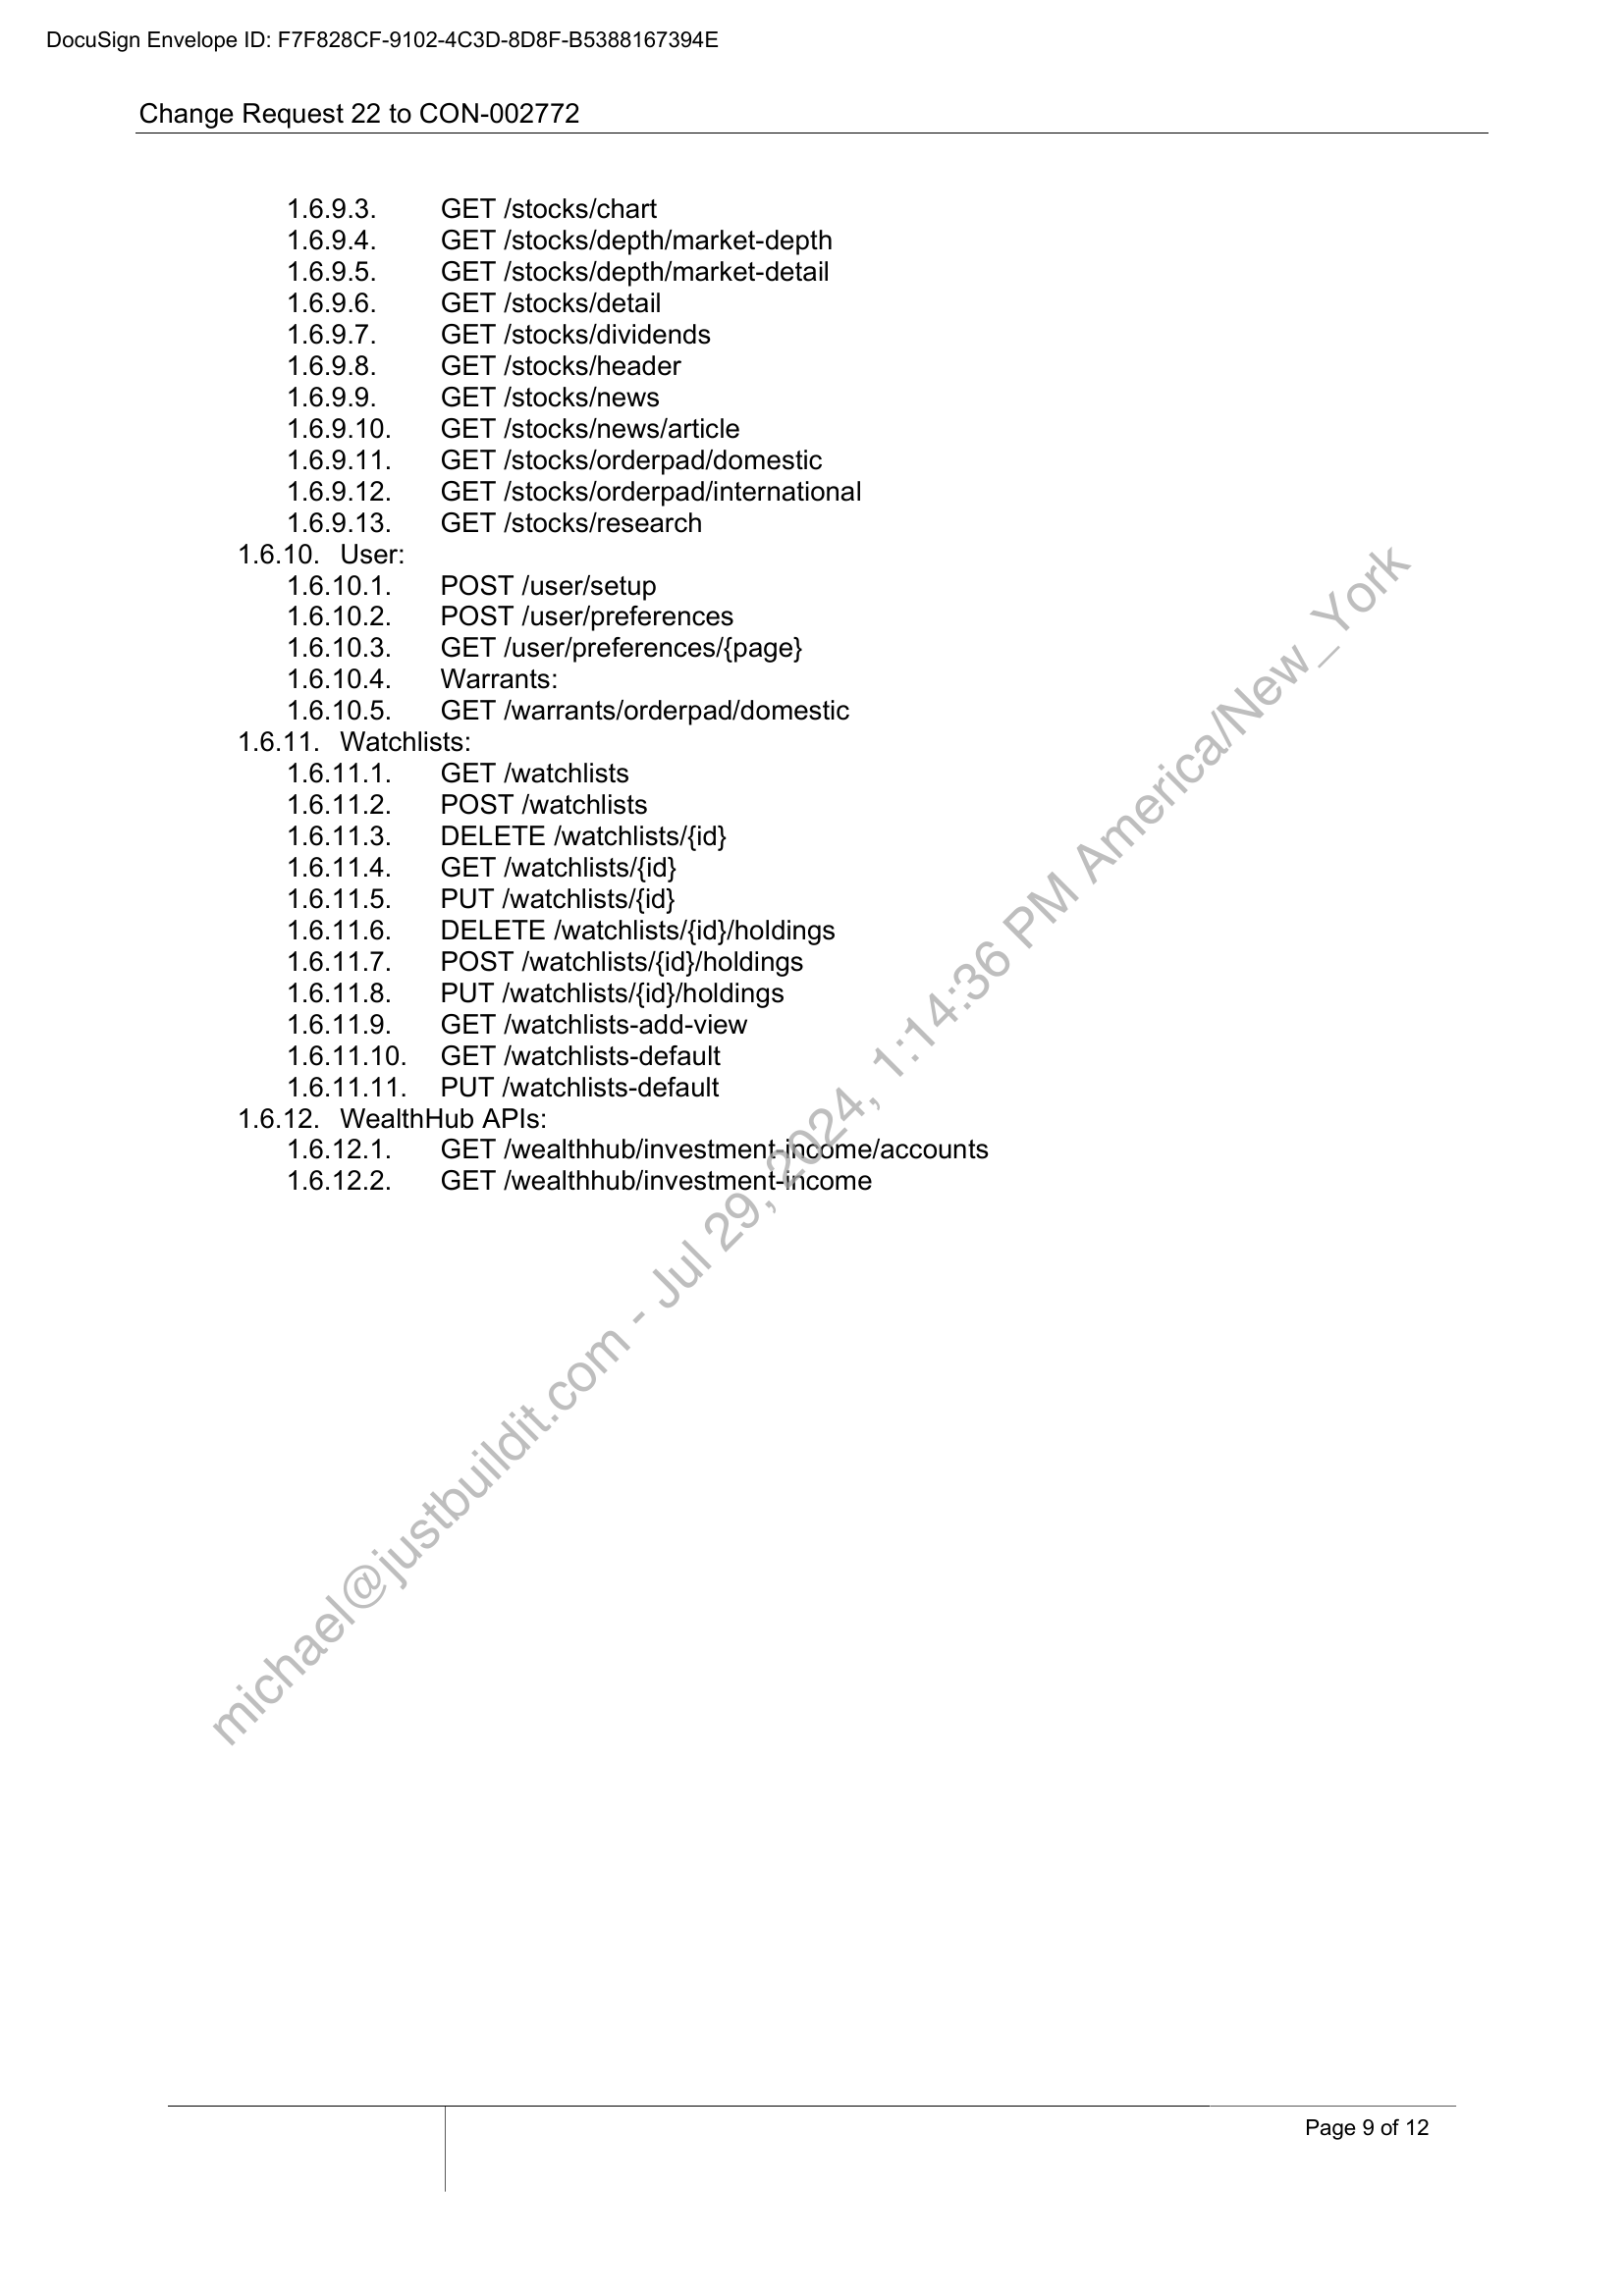 DocuSign Envelope ID: F7F828CF-9102-4C3D-8D8F-B5388167394E
Change Request 22 to CON-002772
1.6.9.3. GET /stocks/chart
1.6.9.4. GET /stocks/depth/market-depth
1.6.9.5. GET /stocks/depth/market-detail
1.6.9.6. GET /stocks/detail
1.6.9.7. GET /stocks/dividends
1.6.9.8. GET /stocks/header
1.6.9.9. GET /stocks/news
1.6.9.10. GET /stocks/news/article
1.6.9.11. GET /stocks/orderpad/domestic
1.6.9.12. GET /stocks/orderpad/international
1.6.9.13. GET /stocks/research
1.6.10. User:
1.6.10.1. POST /user/setup
1.6.10.2. POST /user/preferences
1.6.10.3. GET /user/preferences/{page}
1.6.10.4. Warrants:
1.6.10.5. GET /warrants/orderpad/domestic
1.6.11. Watchlists:
1.6.11.1. GET /watchlists
1.6.11.2. POST /watchlists
1.6.11.3. DELETE /watchlists/{id}
1.6.11.4. GET /watchlists/{id}
1.6.11.5. PUT /watchlists/{id}
1.6.11.6. DELETE /watchlists/{id}/holdings
1.6.11.7. POST /watchlists/{id}/holdings
1.6.11.8. PUT /watchlists/{id}/holdings
1.6.11.9. GET /watchlists-add-view
1.6.11.10. GET /watchlists-default
1.6.11.11. PUT /watchlists-default
1.6.12. WealthHub APIs:
1.6.12.1. GET /wealthhub/investment-income/accounts
1.6.12.2. GET /wealthhub/investment-income
michael@justbuildit.com - Jul 29, 2024, 1:14:36 PM America/New_York
Page 9 of 12